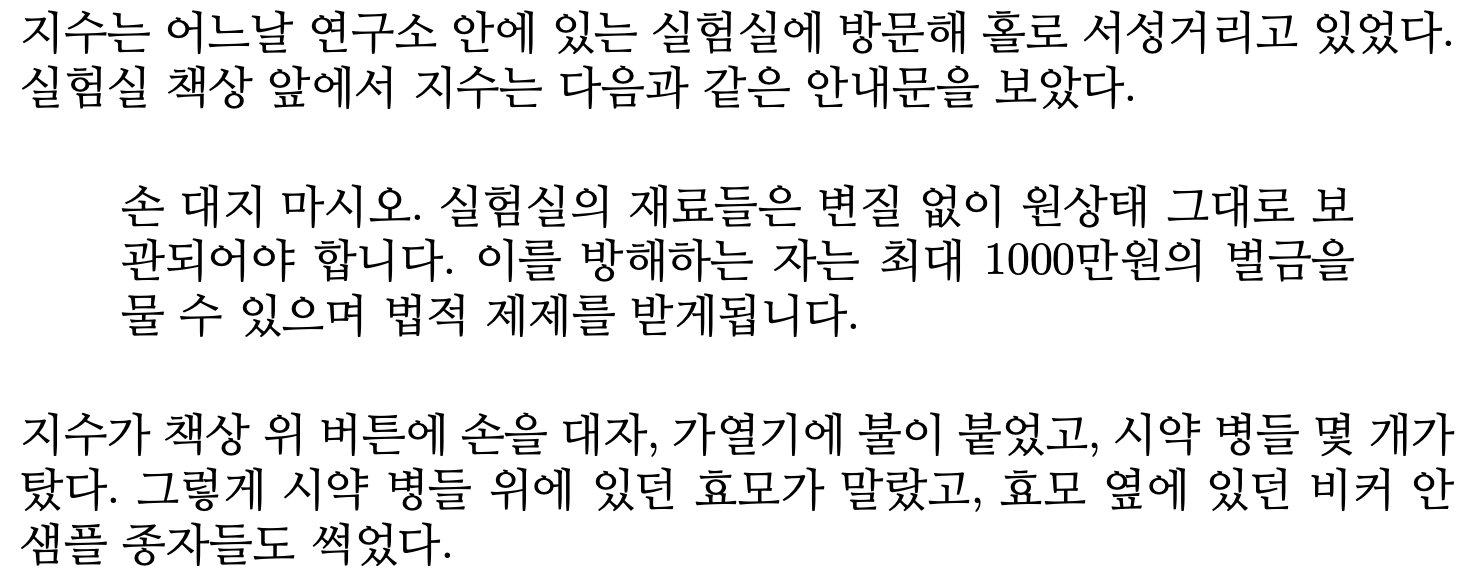 지수는 어느날 연구소 안에 있는 실험실에 방문해 홀로 서성거리고 있었다.
실험실 책상 앞에서 지수는 다음과 같은 안내문을 보았다.
손 대지 마시오. 실험실의 재료들은 변질 없이 원상태 그대로 보
관되어야 합니다. 이를 방해하는 자는 최대 1000만원의 벌금을
물 수 있으며 법적 제제를 받게됩니다.
지수가 책상 위 버튼에 손을 대자, 가열기에 불이 붙었고, 시약 병들 몇 개가
탔다. 그렇게 시약 병들 위에 있던 효모가 말랐고, 효모 옆에 있던 비커 안
샘플 종자들도 썩었다.